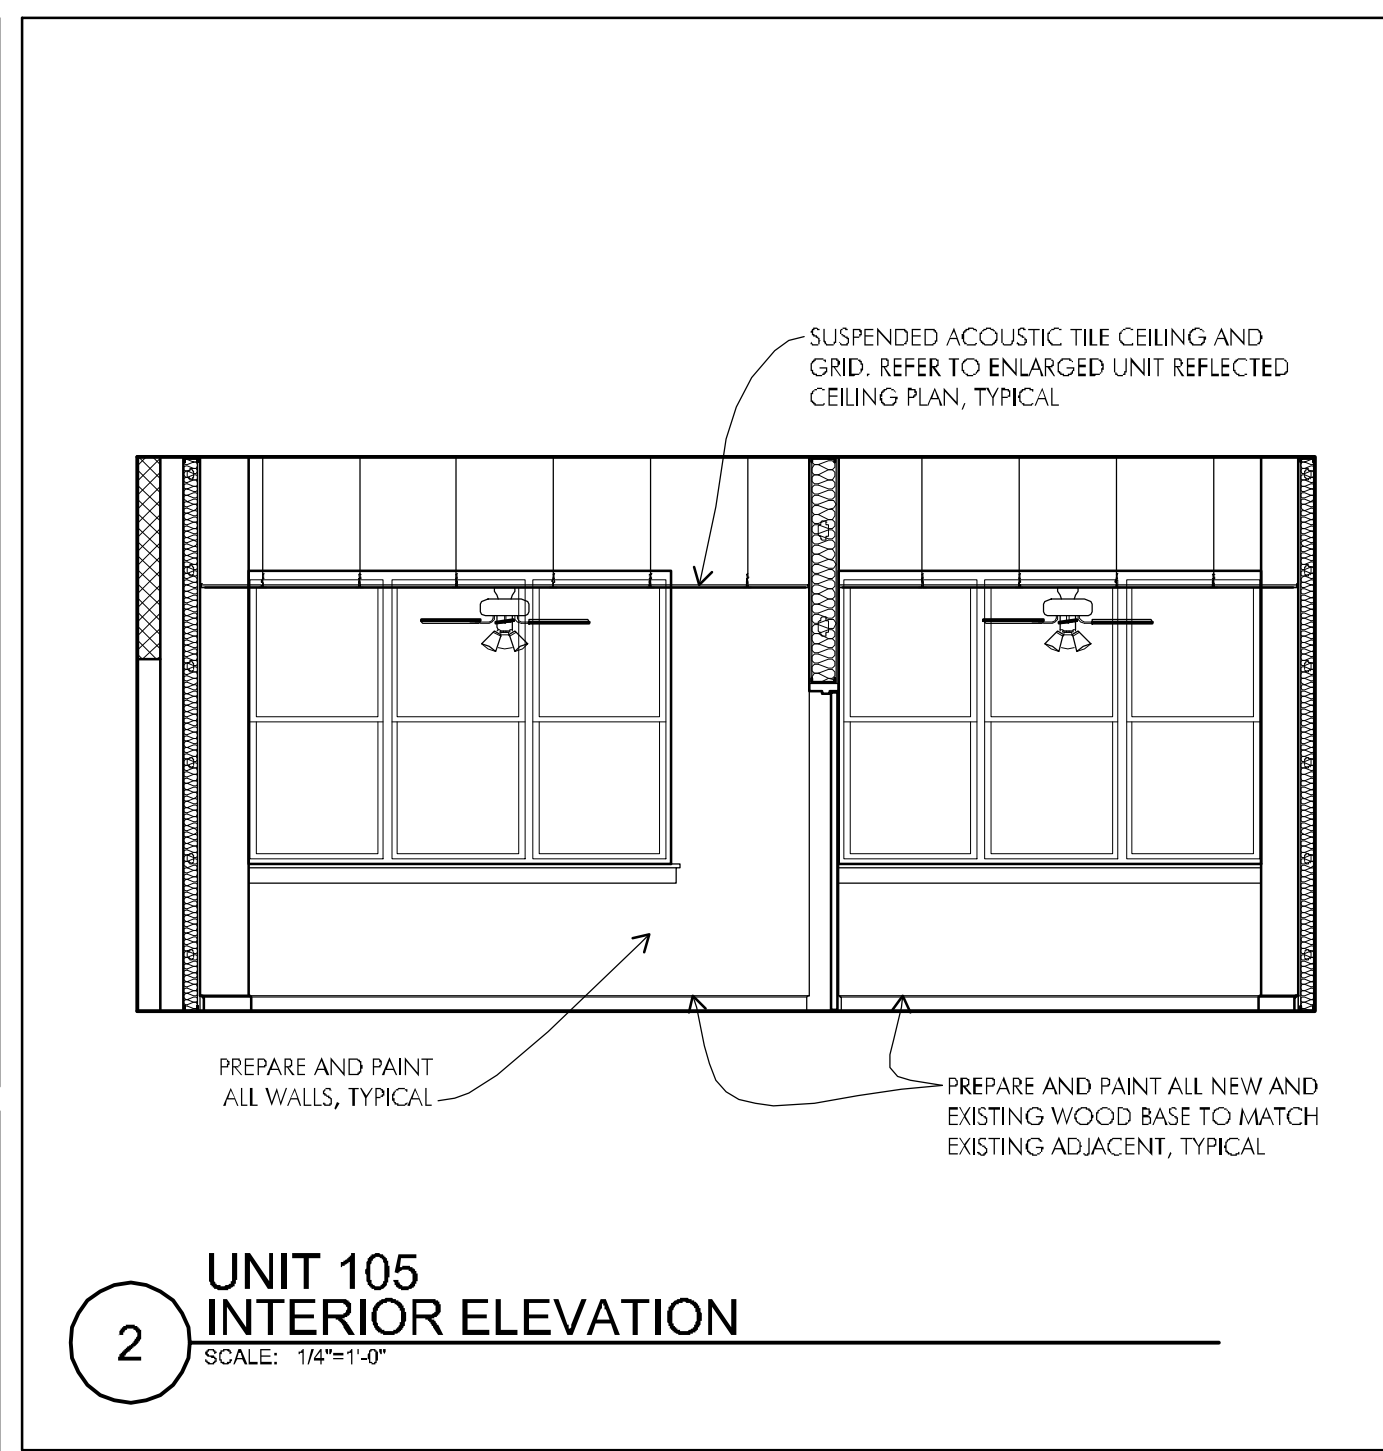 SUSPENDED ACOUSTIC TILE CEILING AND
GRID. REFER TO ENLARGED UNIT REFLECTED
CEILING PLAN, TYPICAL
PREPARE AND PAINT
ALL WALLS, TYPICAL
PREPARE AND PAINT ALL NEW AND
EXISTING WOOD BASE TO MATCH
EXISTING ADJACENT, TYPICAL
2
UNIT 105
INTERIOR ELEVATION
SCALE: 1/4"=1'-0"